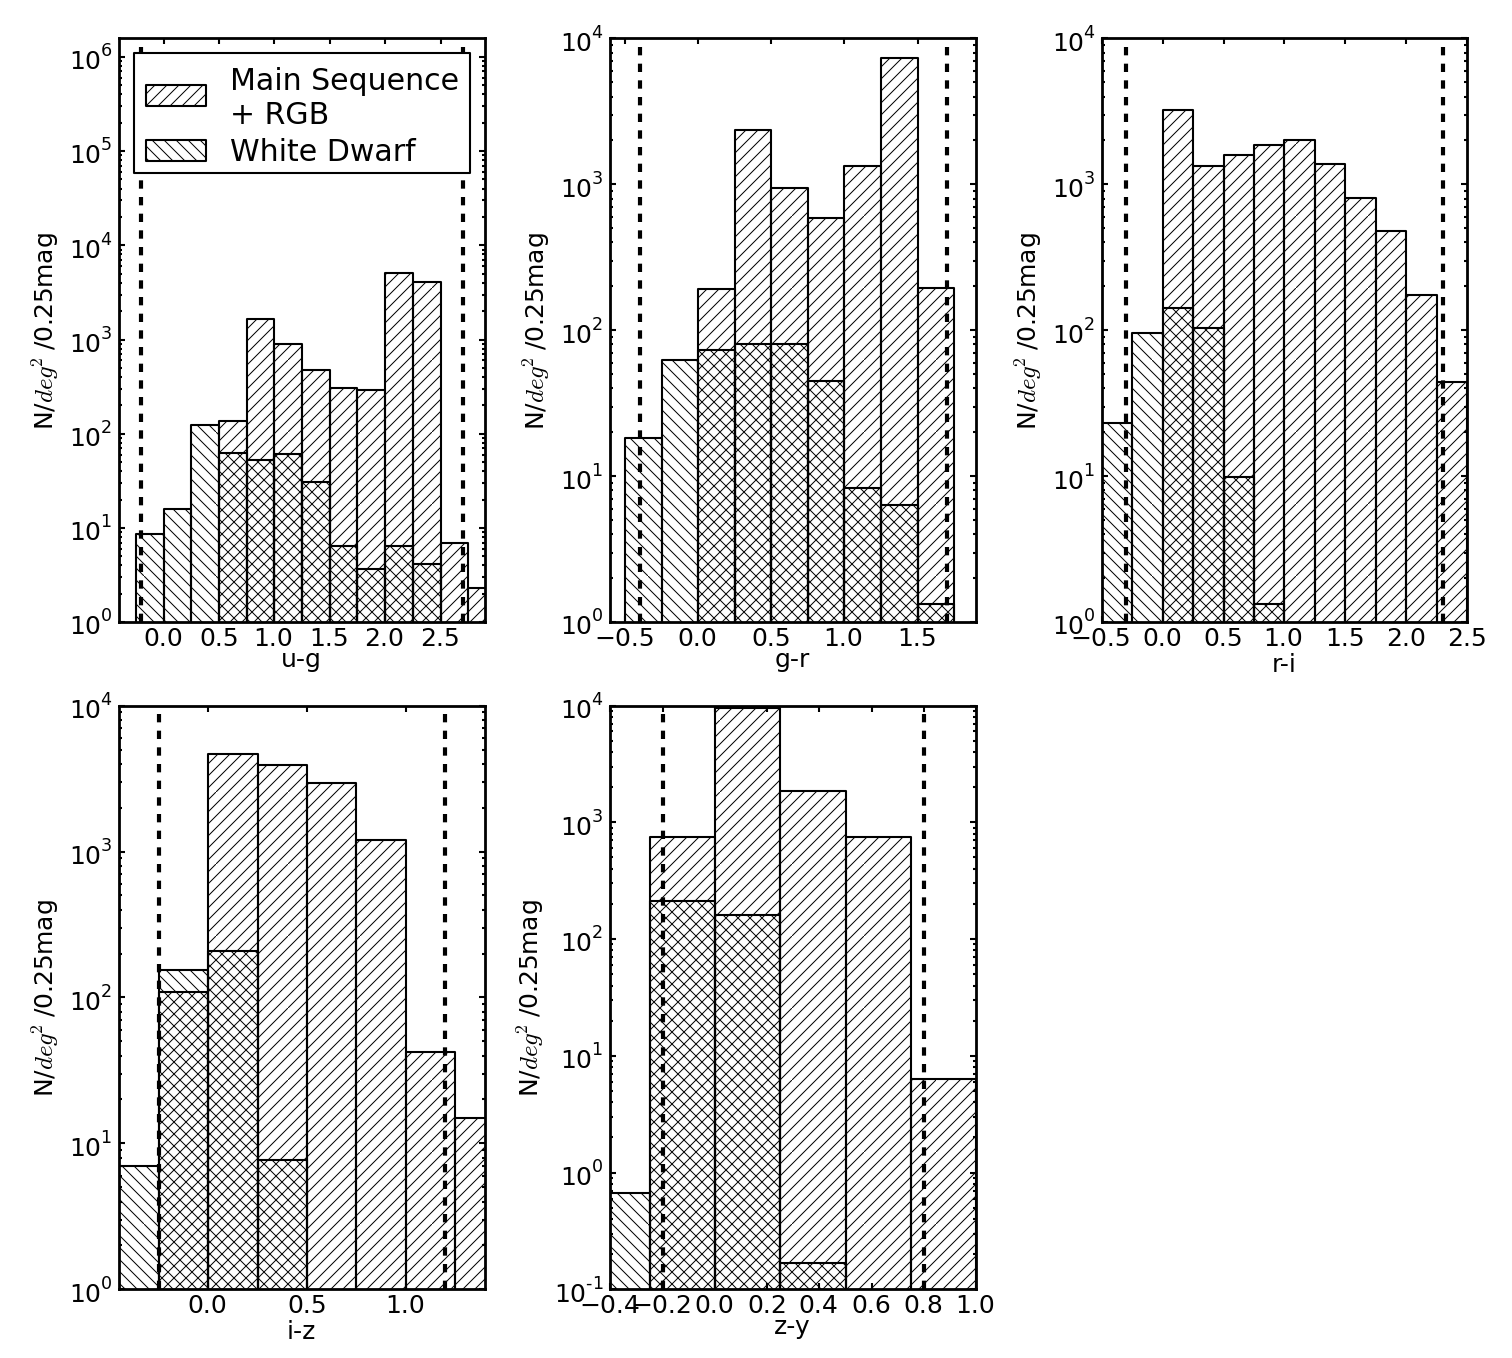 10^6
10^5
10^4
10^3
10^2
10^1
10^0
N/deg^2 /0.25mag
Main Sequence
+ RGB
White Dwarf
0.0 0.5 1.0 1.5 2.0 2.5
u-g
10^4
10^3
10^2
10^1
10^0
N/deg^2 /0.25mag
−0.5 0.0 0.5 1.0 1.5
g-r
10^4
10^3
10^2
10^1
10^0
N/deg^2 /0.25mag
−0.5 0.0 0.5 1.0 1.5 2.0 2.5
r-i
10^4
10^3
10^2
10^1
10^0
N/deg^2 /0.25mag
0.0 0.5 1.0
i-z
10^4
10^3
10^2
10^1
10^0
10^-1
N/deg^2 /0.25mag
−0.4 −0.2 0.0 0.2 0.4 0.6 0.8 1.0
z-y